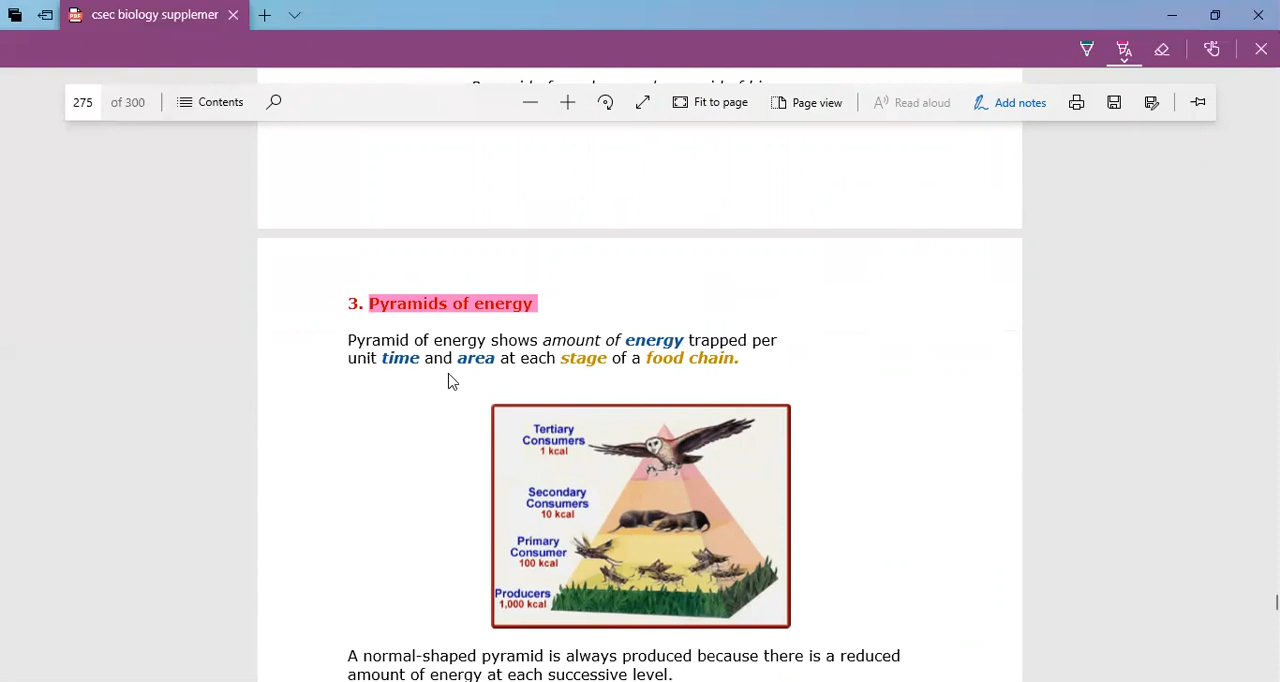 csec biology supplemer
275 of 300 Contents Fit to page Page view Read aloud Add notes
3. Pyramids of energy
Pyramid of energy shows amount of energy trapped per
unit time and area at each stage of a food chain.
Tertiary
Consumers
1 kcal
Secondary
Consumers
10 kcal
Primary
Consumer
100 kcal
Producers
1,000 kcal
A normal-shaped pyramid is always produced because there is a reduced
amount of energy at each successive level.